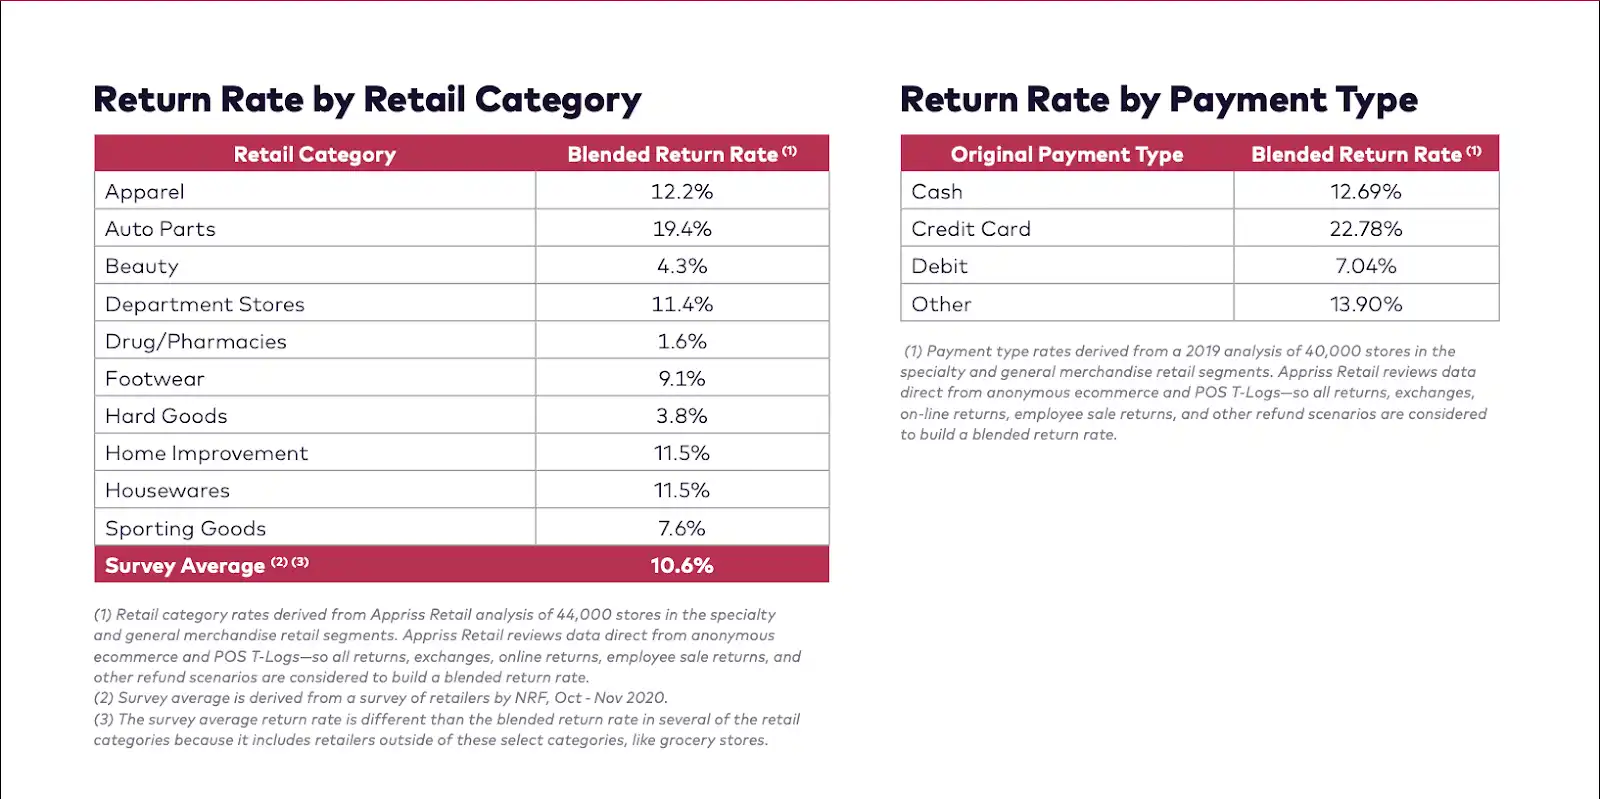 Return Rate by Retail Category
Retail Category Blended Return Rate (1)
Apparel 12.2%
Auto Parts 19.4%
Beauty 4.3%
Department Stores 11.4%
Drug/Pharmacies 1.6%
Footwear 9.1%
Hard Goods 3.8%
Home Improvement 11.5%
Housewares 11.5%
Sporting Goods 7.6%
Survey Average (2) (3) 10.6%
(1) Retail category rates derived from Appriss Retail analysis of 44,000 stores in the specialty
and general merchandise retail segments. Appriss Retail reviews data direct from anonymous
ecommerce and POS T-Logs—so all returns, exchanges, online returns, employee sale returns, and
other refund scenarios are considered to build a blended return rate.
(2) Survey average is derived from a survey of retailers by NRF, Oct - Nov 2020.
(3) The survey average return rate is different than the blended return rate in several of the retail
categories because it includes retailers outside of these select categories, like grocery stores.
Return Rate by Payment Type
Original Payment Type Blended Return Rate (1)
Cash 12.69%
Credit Card 22.78%
Debit 7.04%
Other 13.90%
(1) Payment type rates derived from a 2019 analysis of 40,000 stores in the
specialty and general merchandise retail segments. Appriss Retail reviews data
direct from anonymous ecommerce and POS T-Logs—so all returns, exchanges,
on-line returns, employee sale returns, and other refund scenarios are considered
to build a blended return rate.